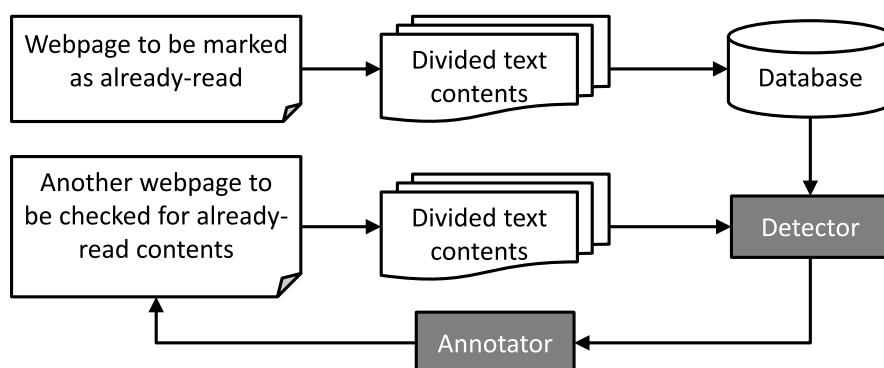 Webpage to be marked
as already-read
Divided text
contents
Database
Another webpage to
be checked for already-
read contents
Divided text
contents
Detector
Annotator